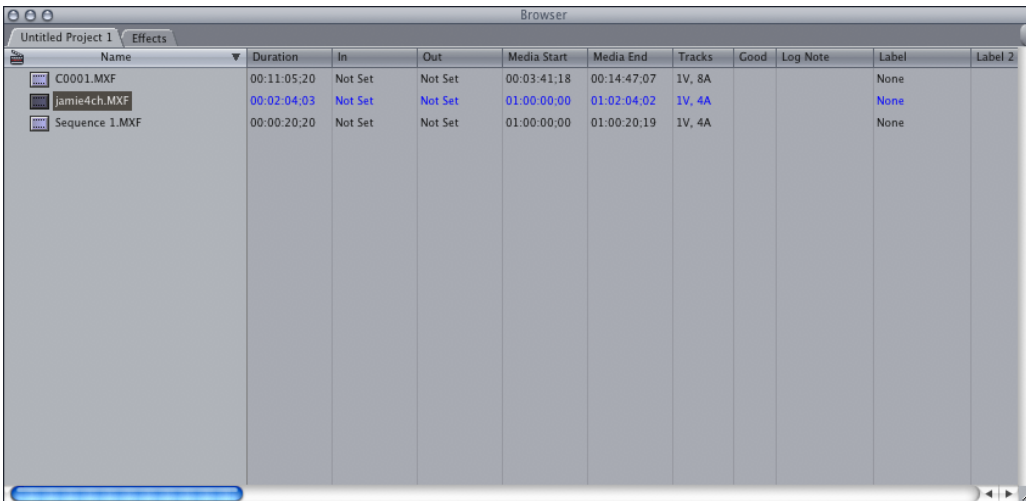 Browser
Untitled Project 1 Effects
Name Duration In Out Media Start Media End Tracks Good Log Note Label Label 2
C0001.MXF 00:11:05;20 Not Set Not Set 00:03:41;18 00:14:47;07 1V, 8A None
jamie4ch.MXF 00:02:04;03 Not Set Not Set 01:00:00;00 01:02:04;02 1V, 4A None
Sequence 1.MXF 00:00:20;20 Not Set Not Set 01:00:00;00 01:00:20;19 1V, 4A None